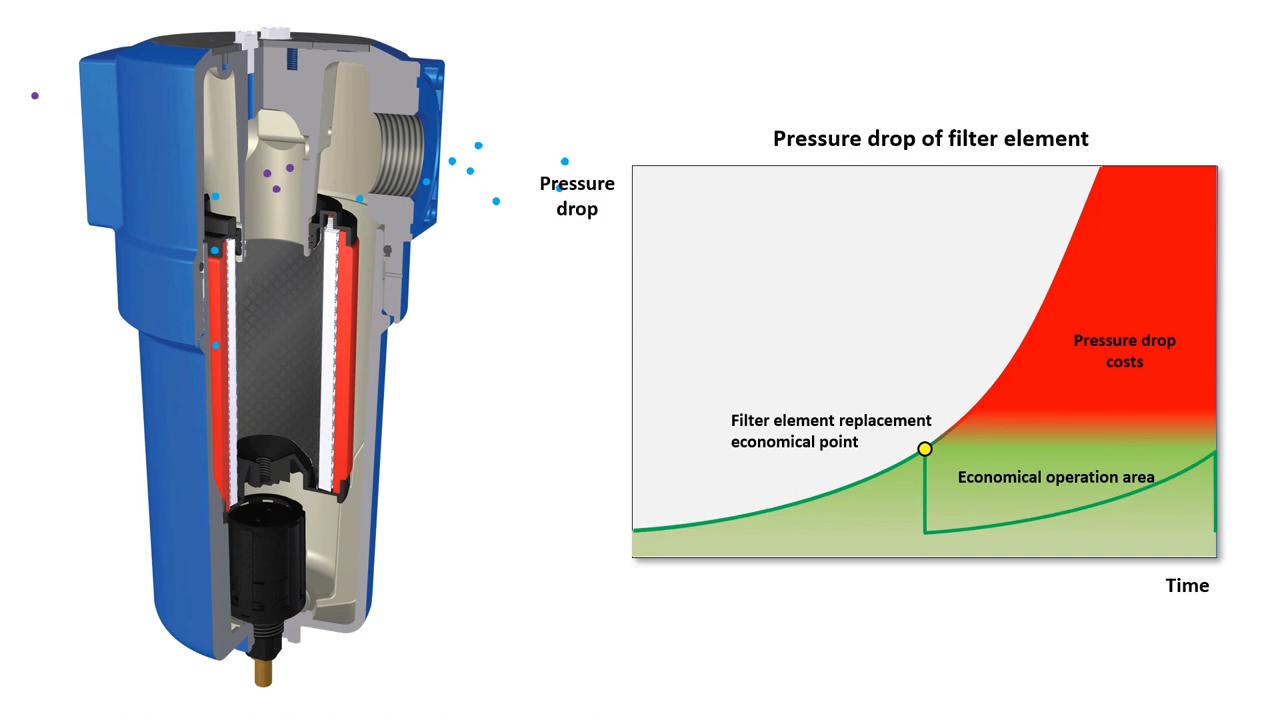 Pressure drop of filter element
Pressure
drop
Pressure drop
costs
Filter element replacement
economical point
Economical operation area
Time